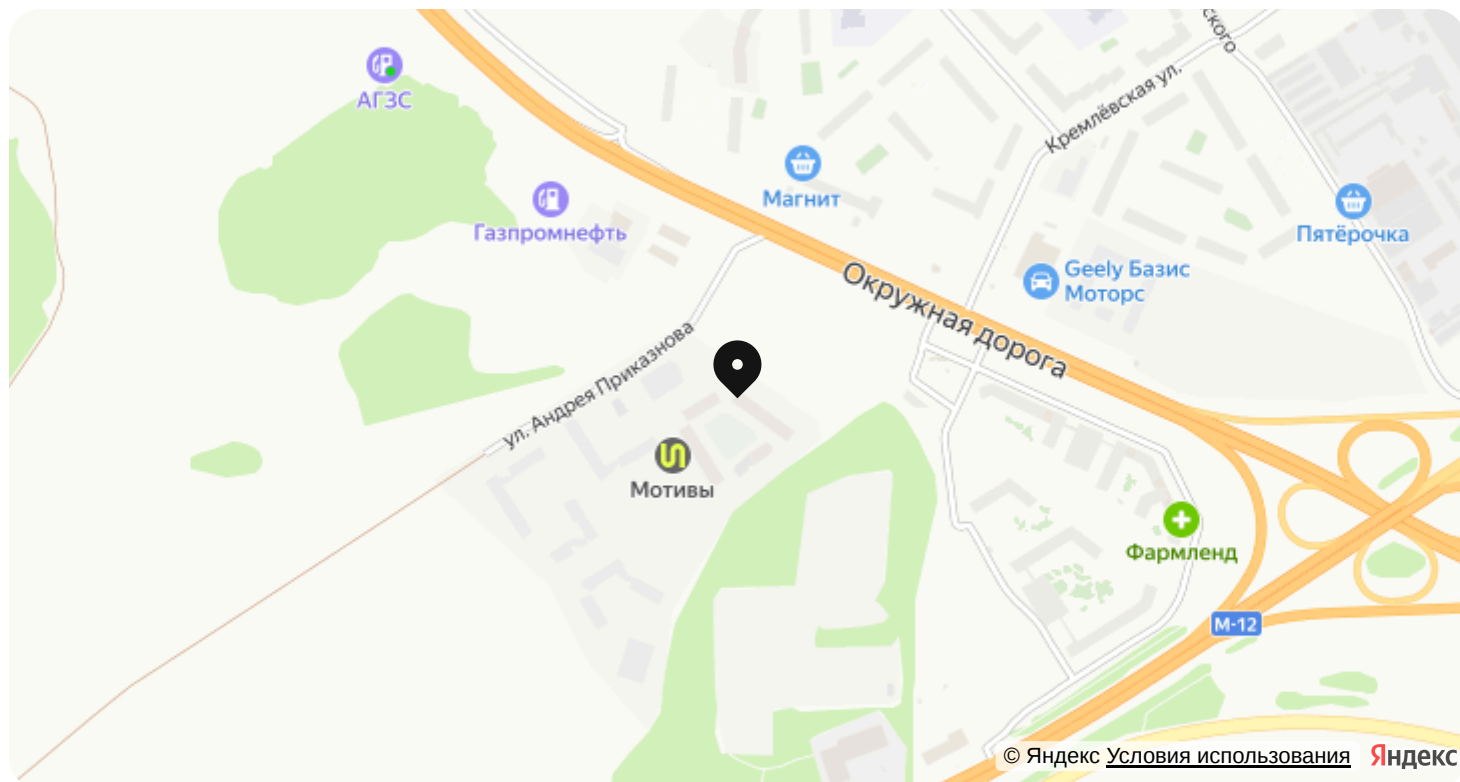 ского
АГЗС
Кремлёвская ул.
Магнит
Газпромнефть
Пятёрочка
Geely Базис
Моторс
Окружная дорога
ул. Андрея Приказнова
Мотивы
Фармленд
М-12
© Яндекс Условия использования Яндекс